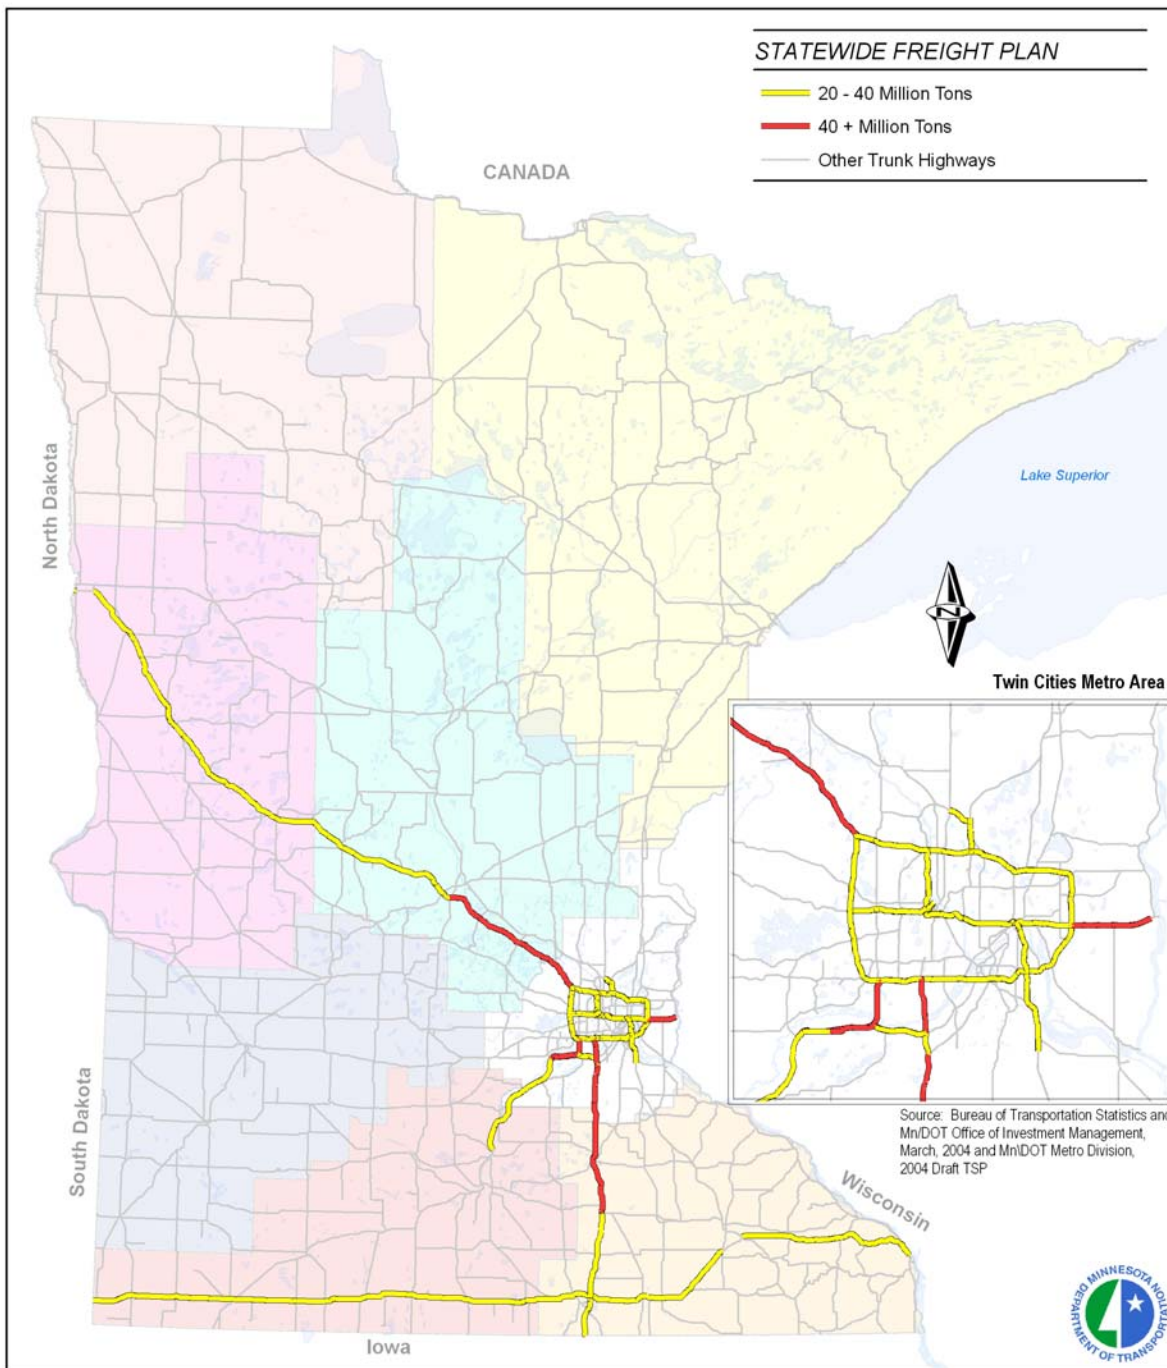 STATEWIDE FREIGHT PLAN
20 - 40 Million Tons
40 + Million Tons
Other Trunk Highways
CANADA
North Dakota
Lake Superior
N
Twin Cities Metro Area
South Dakota
Source: Bureau of Transportation Statistics and
Mn/DOT Office of Investment Management,
March, 2004 and Mn\DOT Metro Division,
2004 Draft TSP
Wisconsin
Iowa
MINNESOTA
DEPARTMENT OF TRANSPORTATION